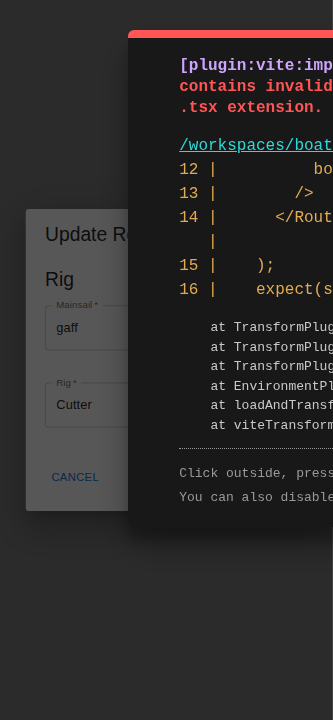 [plugin:vite:imp
contains invalid
.tsx extension.
/workspaces/boat
12 |          bo
13 |        />
14 |      </Rout
|
15 |    );
16 |    expect(s
at TransformPlug
at TransformPlug
at TransformPlug
at EnvironmentPl
at loadAndTransf
at viteTransform
Click outside, press
You can also disable
Update R
Rig
Mainsail *
gaff
Rig *
Cutter
CANCEL